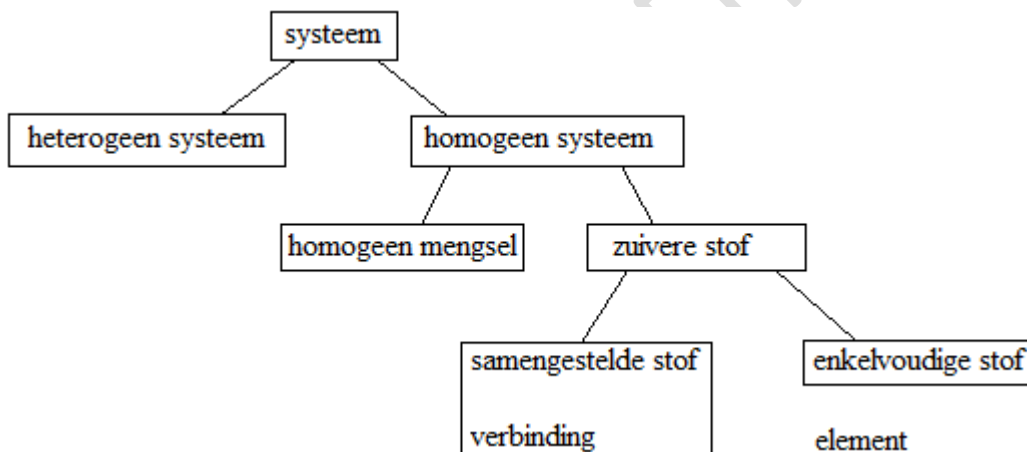 systeem
heterogeen systeem
homogeen systeem
homogeen mengsel
zuivere stof
samengestelde stof
enkelvoudige stof
verbinding
element